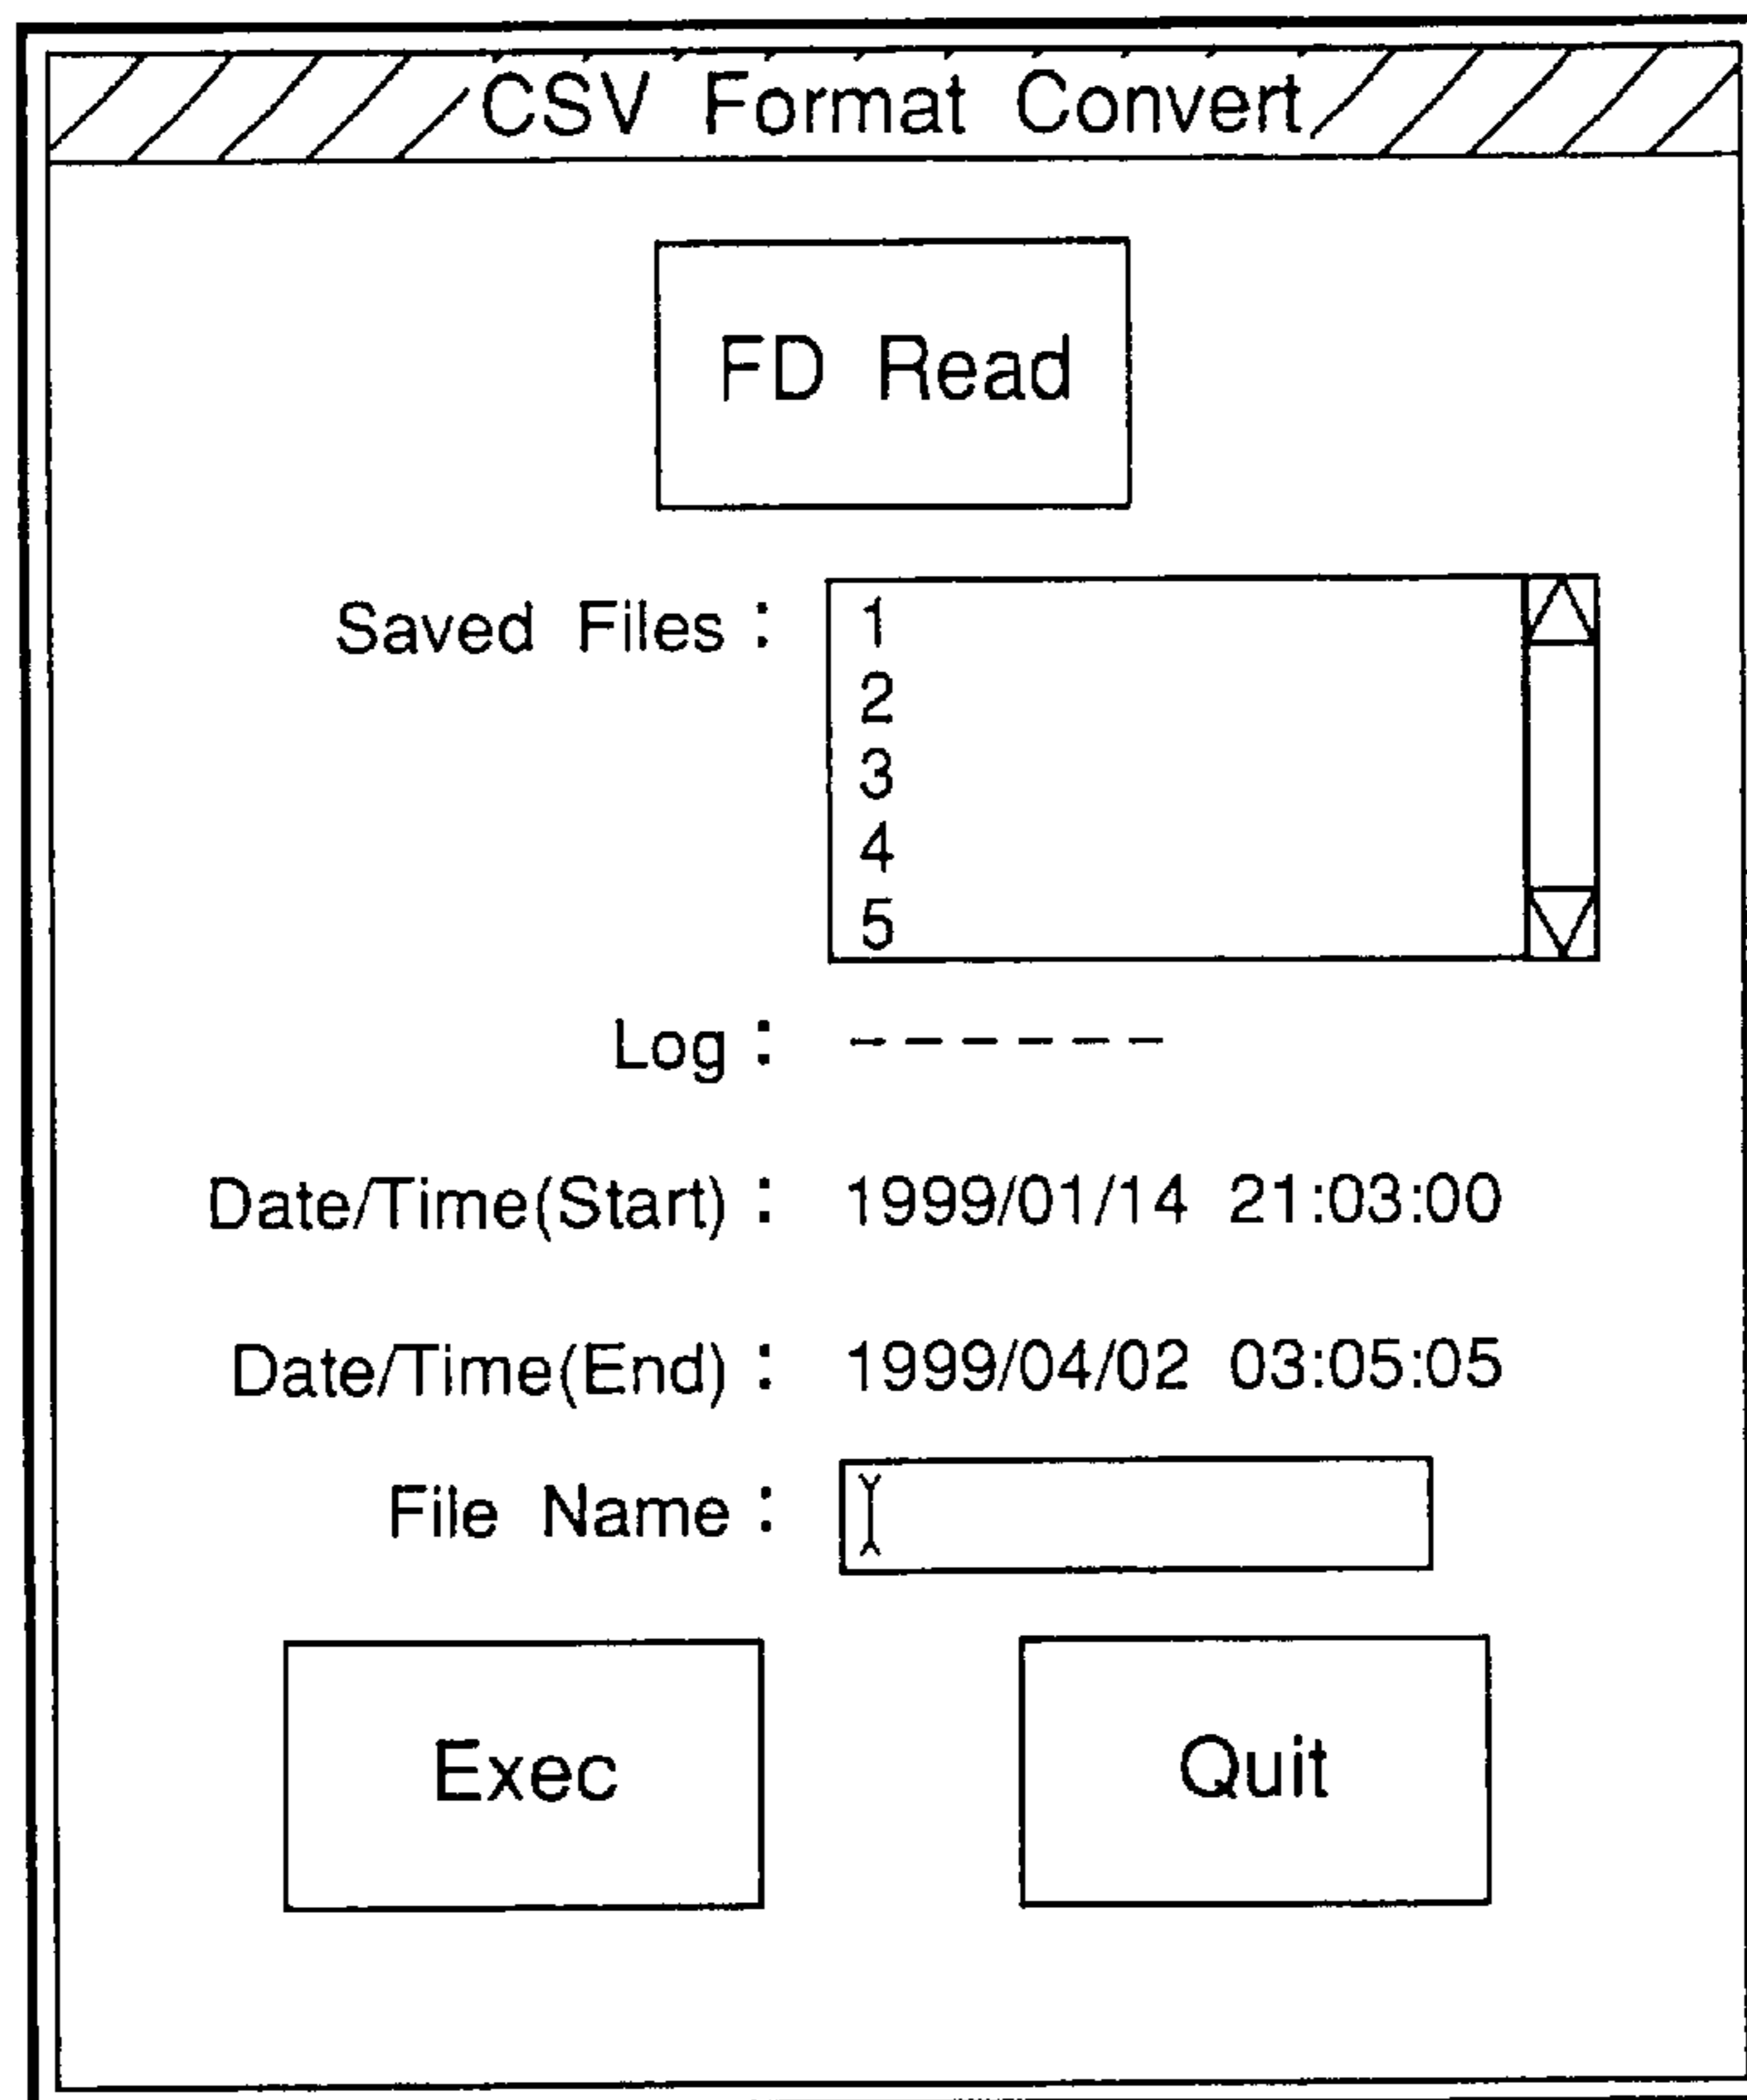 CSV Format Convert
FD Read
Saved Files : 1
2
3
4
5
Log : ------
Date/Time(Start) : 1999/01/14 21:03:00
Date/Time(End) : 1999/04/02 03:05:05
File Name :
Exec Quit